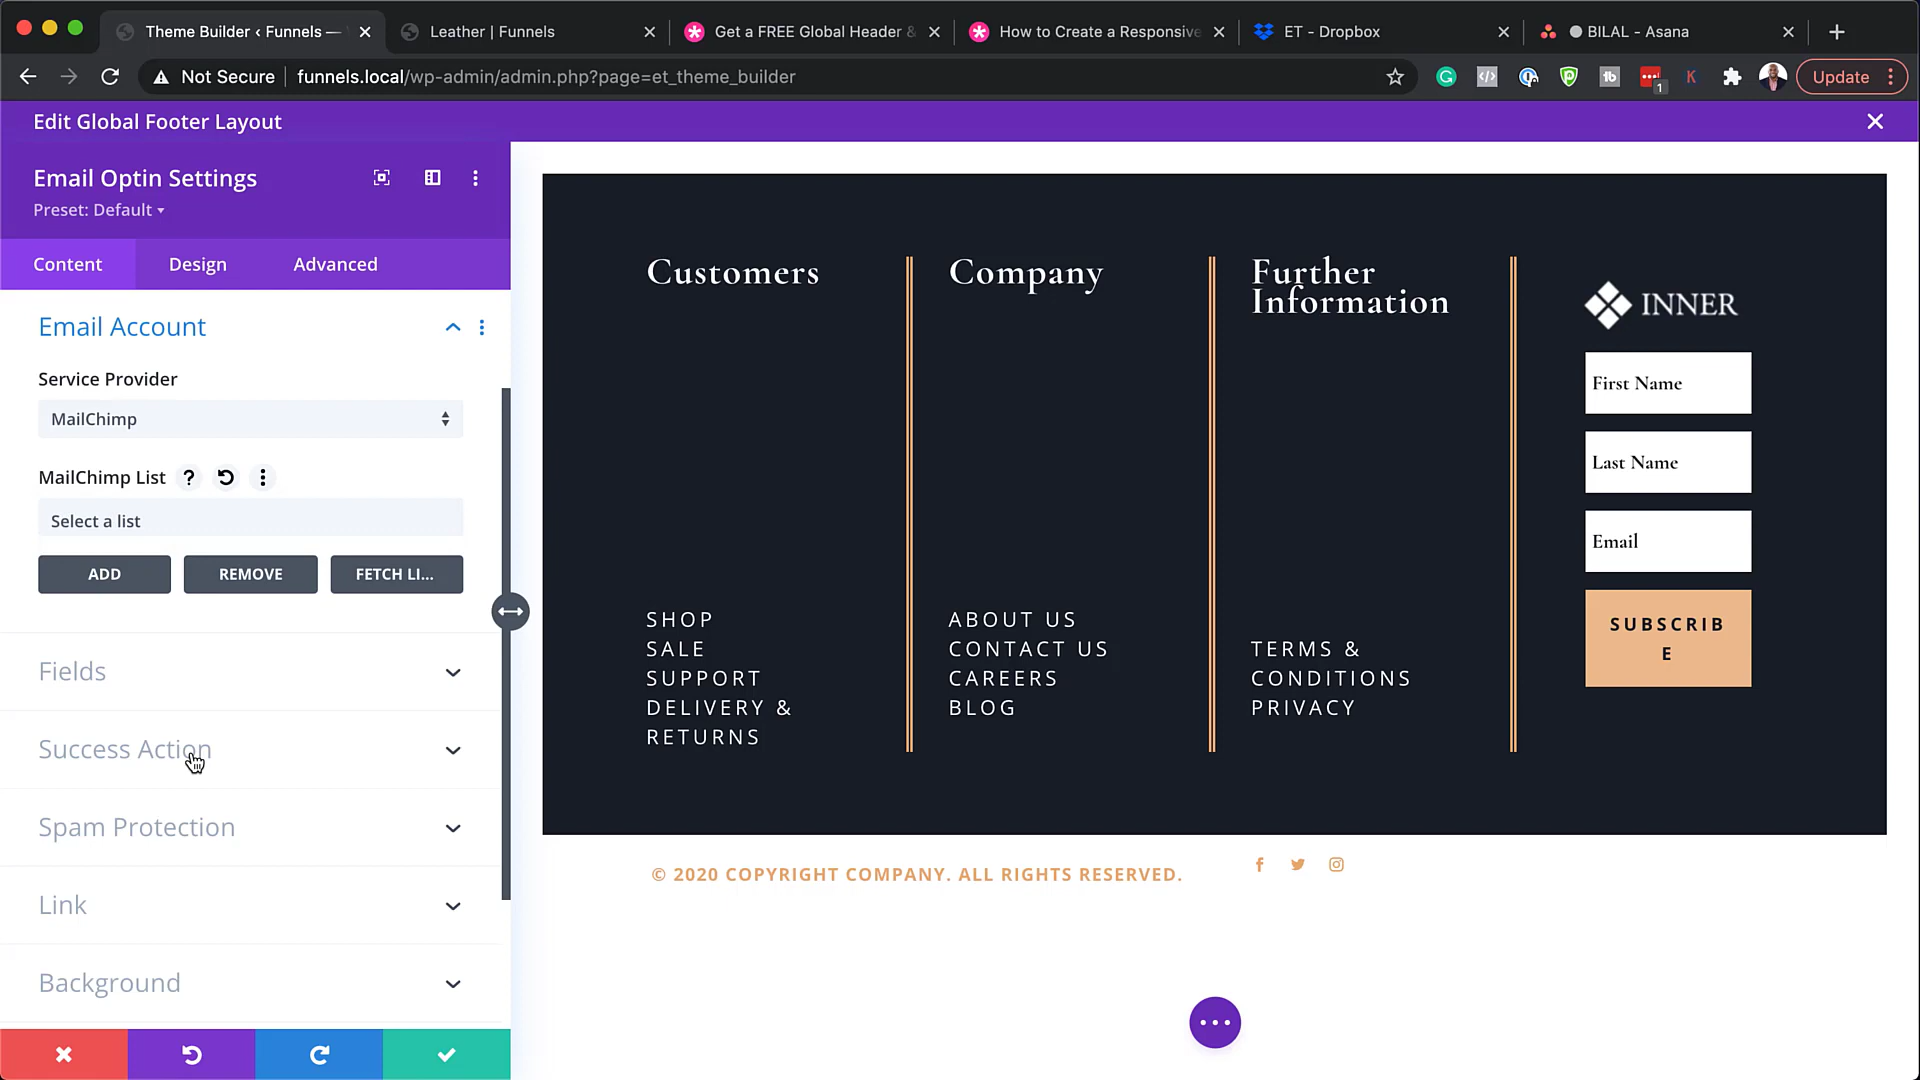 Theme Builder ‹ Funnels —
Leather | Funnels
Get a FREE Global Header &
How to Create a Responsive
ET - Dropbox
BILAL - Asana
Not Secure
funnels.local/wp-admin/admin.php?page=et_theme_builder
1
Update
Edit Global Footer Layout
Email Optin Settings
Preset: Default
Content
Design
Advanced
Email Account
Service Provider
MailChimp
MailChimp List
?
Select a list
ADD
REMOVE
FETCH LI...
Fields
Success Action
Spam Protection
Link
Background
Customers
SHOP
SALE
SUPPORT
DELIVERY &
RETURNS
Company
ABOUT US
CONTACT US
CAREERS
BLOG
Further
Information
TERMS &
CONDITIONS
PRIVACY
INNER
First Name
Last Name
Email
SUBSCRIB
E
© 2020 COPYRIGHT COMPANY. ALL RIGHTS RESERVED.